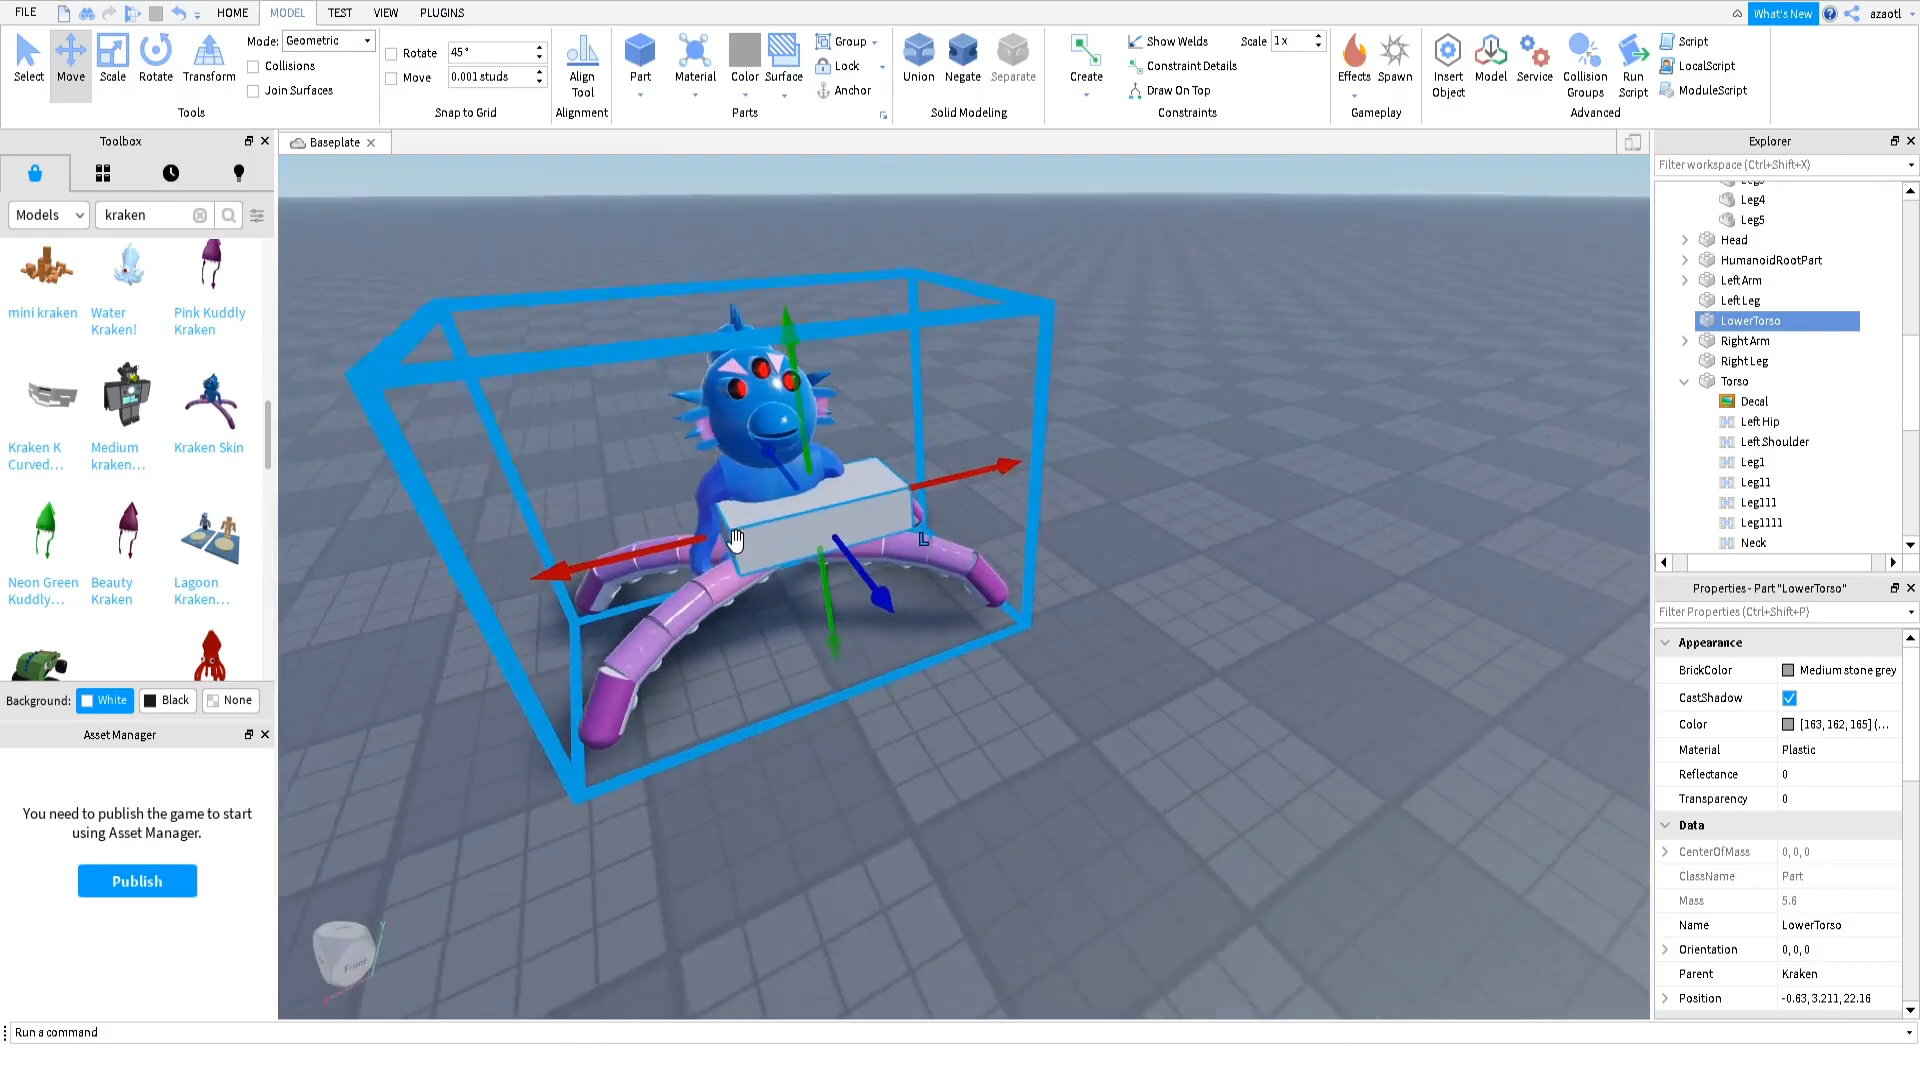 FILE
HOME
MODEL
TEST
VIEW
PLUGINS
What's New
azaotl
Select
Move
Scale
Rotate
Transform
Mode:
Geometric
Collisions
Join Surfaces
Tools
Rotate
45°
Move
0.001 studs
Snap to Grid
Align
Tool
Alignment
Part
Material
Color
Surface
Group
Lock
Anchor
Parts
Union
Negate
Separate
Solid Modeling
Create
Show Welds
Scale
1x
Constraint Details
Draw On Top
Constraints
Effects
Spawn
Gameplay
Insert
Object
Model
Service
Collision
Groups
Run
Script
Script
LocalScript
ModuleScript
Advanced
Toolbox
Models
kraken
mini kraken
Water
Kraken!
Pink Kuddly
Kraken
Kraken K
Curved...
Medium
kraken...
Kraken Skin
Neon Green
Kuddly...
Beauty
Kraken
Lagoon
Kraken...
Background:
White
Black
None
Asset Manager
You need to publish the game to start
using Asset Manager.
Publish
Baseplate
L
Front
Y
Explorer
Filter workspace (Ctrl+Shift+X)
Leg4
Leg5
Head
HumanoidRootPart
Left Arm
Left Leg
LowerTorso
Right Arm
Right Leg
Torso
Decal
Left Hip
Left Shoulder
Leg1
Leg11
Leg111
Leg1111
Neck
Properties - Part "LowerTorso"
Filter Properties (Ctrl+Shift+P)
Appearance
BrickColor
Medium stone grey
CastShadow
Color
[163, 162, 165] (...
Material
Plastic
Reflectance
0
Transparency
0
Data
CenterOfMass
0, 0, 0
ClassName
Part
Mass
5.6
Name
LowerTorso
Orientation
0, 0, 0
Parent
Kraken
Position
-0.63, 3.211, 22.16
Run a command